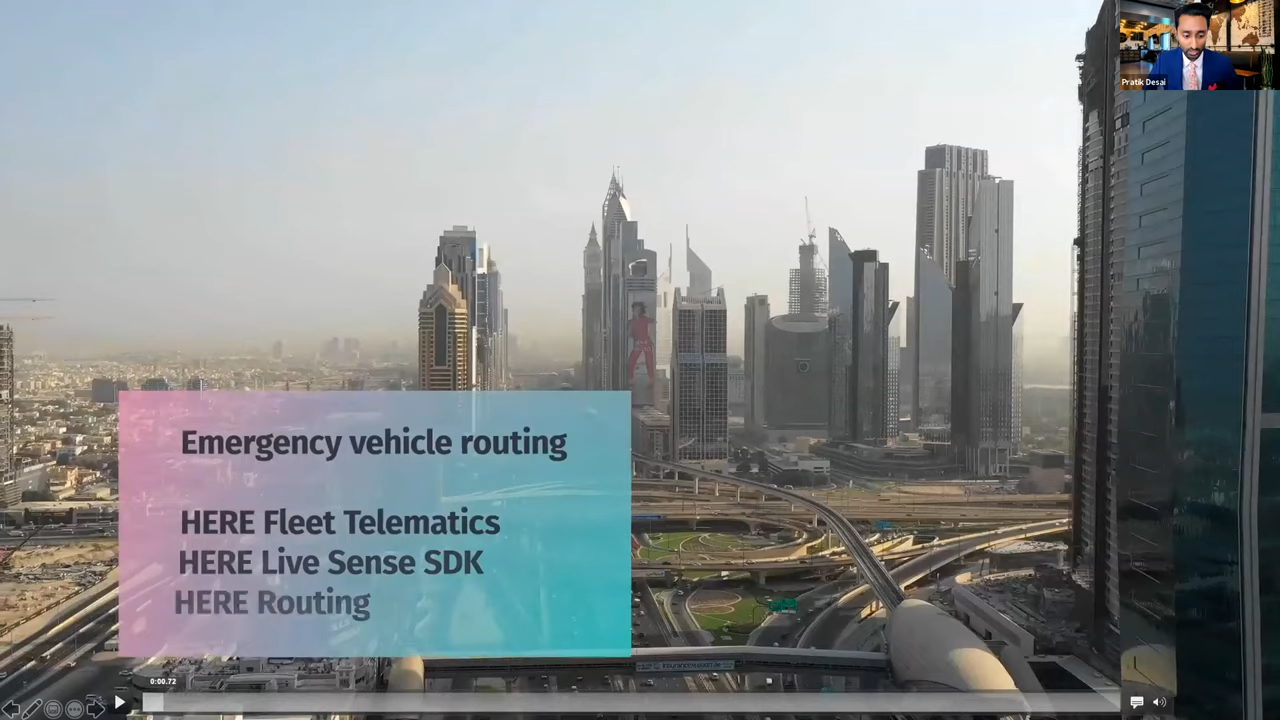 Pratik Desai
Emergency vehicle routing
HERE Fleet Telematics
HERE Live Sense SDK
HERE Routing
0:00.72